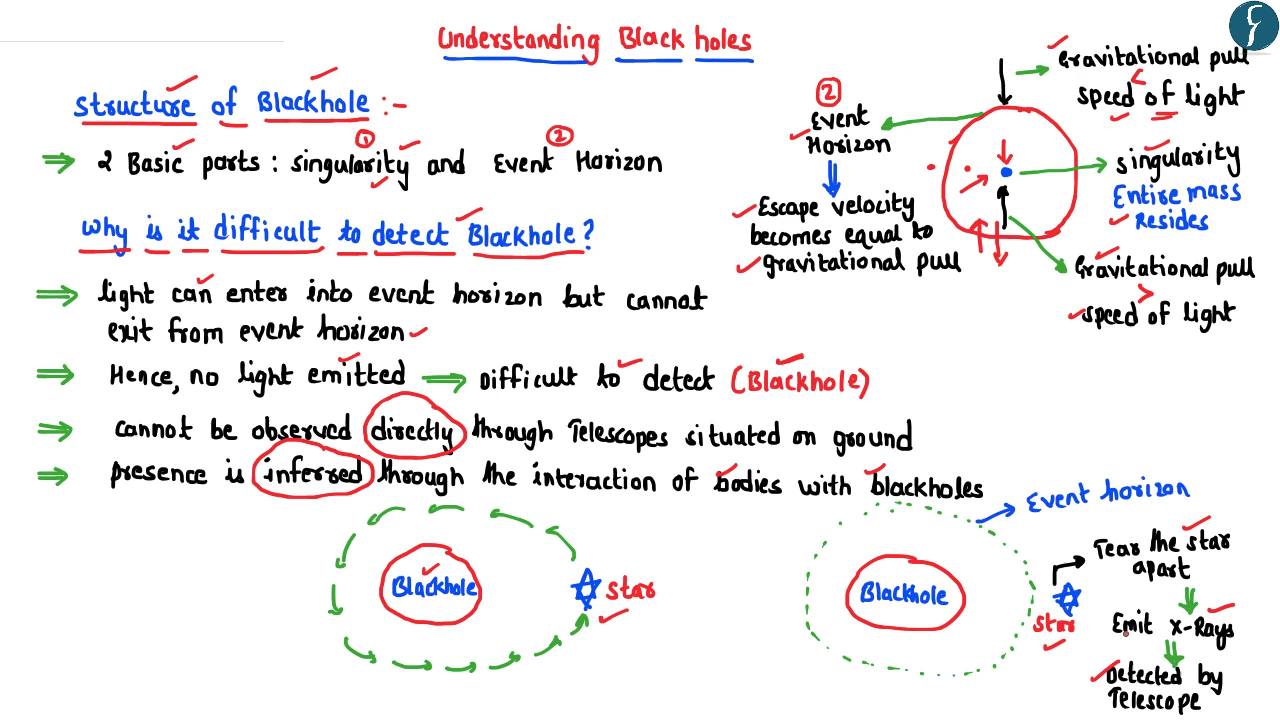 Understanding Black holes
Structure of Blackhole :-
① ②
⇒ 2 Basic parts : Singularity and Event Horizon
Why is it difficult to detect Blackhole?
⇒ Light can enter into event horizon but cannot
exit from event horizon
⇒ Hence, no light emitted ⇒ Difficult to detect (Blackhole)
⇒ cannot be observed directly through Telescopes situated on ground
⇒ presence is inferred through the interaction of bodies with blackholes
②
Event
Horizon
Escape velocity
becomes equal to
gravitational pull
Gravitational pull
<
speed of light
Singularity
Entire mass
Resides
Gravitational pull
>
speed of light
Blackhole
Star
Event horizon
Blackhole
Star
Tear the star
apart
Emit X-Rays
Detected by
Telescope